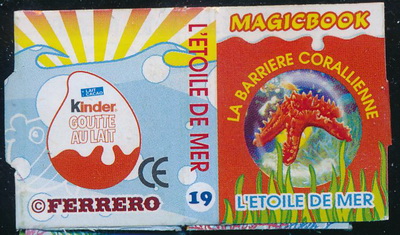 + LAIT
- CACAO
kinder
GOUTTE
AU LAIT
CE
©FERRERO
L'ETOILE DE MER
19
MAGICBOOK
LA BARRIERE CORALLIENNE
L'ETOILE DE MER